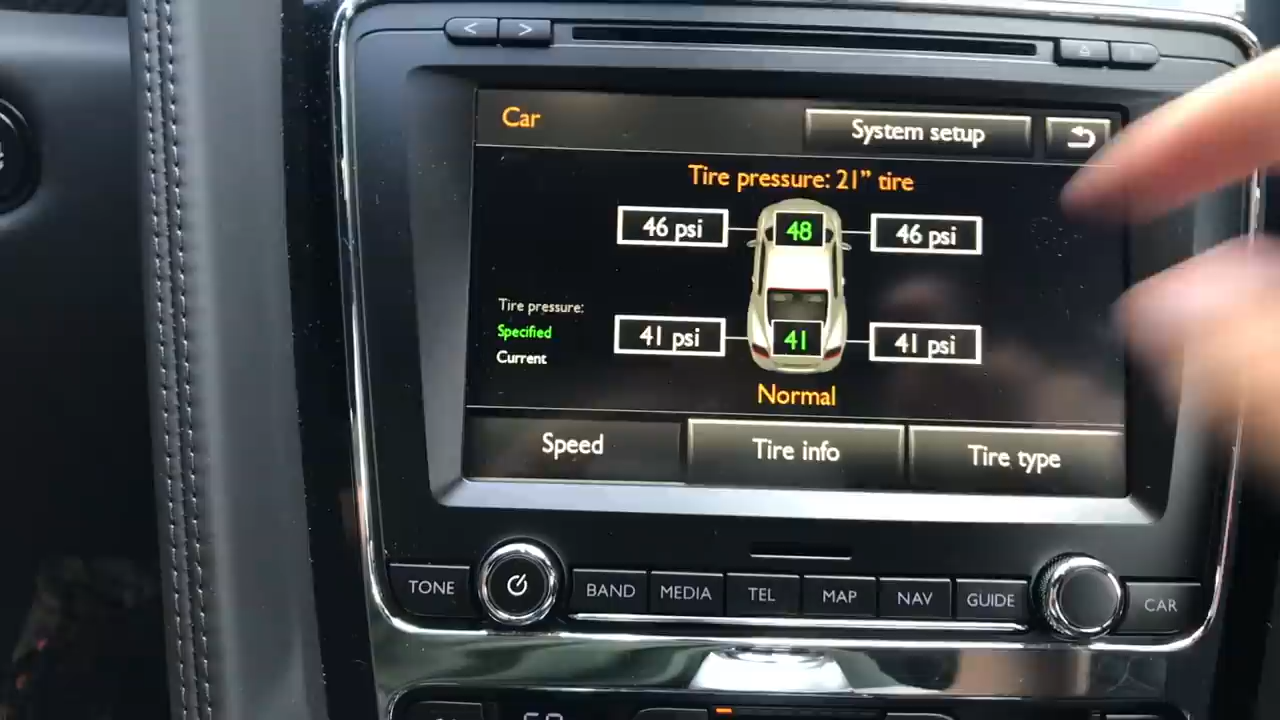 < >
Car
System setup
Tire pressure: 21" tire
46 psi 48 46 psi
Tire pressure:
Specified
Current
41 psi 41 41 psi
Normal
Speed Tire info Tire type
TONE BAND MEDIA TEL MAP NAV GUIDE CAR